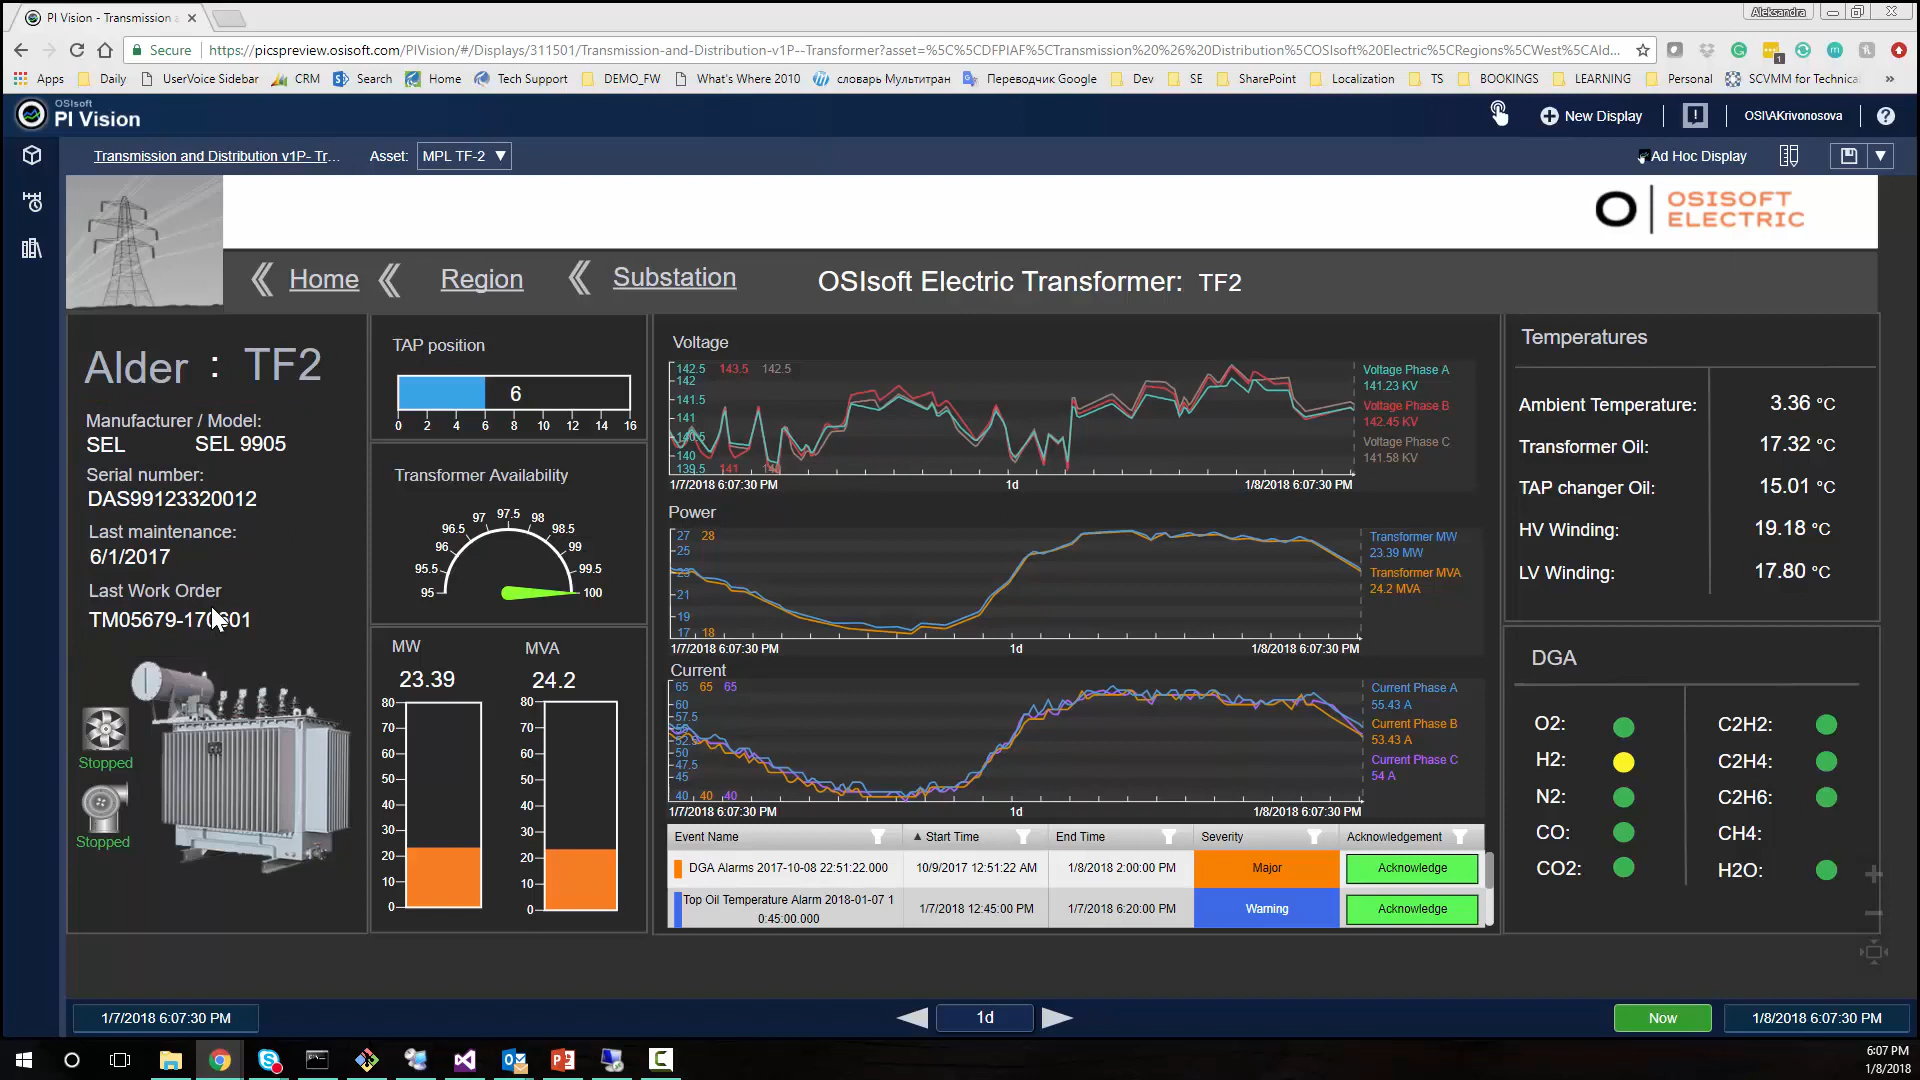 PI Vision - Transmission a
Aleksandra
Secure
https://picspreview.osisoft.com/PIVision/#/Displays/311501/Transmission-and-Distribution-v1P--Transformer?asset=%5C%5CDFPIAF%5CTransmission%20%26%20Distribution%5COSIsoft%20Electric%5CRegions%5CWest%5CAld...
Apps Daily UserVoice Sidebar CRM Search Home Tech Support DEMO_FW What's Where 2010 словарь Мультитран Переводчик Google Dev SE SharePoint Localization TS BOOKINGS LEARNING Personal SCVMM for Technica
OSIsoft
PI Vision
New Display
OSI\AKrivonosova
Transmission and Distribution v1P- Tr...
Asset: MPL TF-2
Ad Hoc Display
OSISOFT
ELECTRIC
Home Region Substation
OSIsoft Electric Transformer: TF2
Alder : TF2
Manufacturer / Model:
SEL SEL 9905
Serial number:
DAS99123320012
Last maintenance:
6/1/2017
Last Work Order
Stopped
Stopped
TAP position
6
0 2 4 6 8 10 12 14 16
Transformer Availability
95 95.5 96 96.5 97 97.5 98 98.5 99 99.5 100
MW
23.39
80
70
60
50
40
30
20
10
0
MVA
24.2
80
70
60
50
40
30
20
10
0
Voltage
142.5 143.5 142.5
142
141.5
141
140.5
140
139.5 141
1/7/2018 6:07:30 PM 1d 1/8/2018 6:07:30 PM
Voltage Phase A
141.23 KV
Voltage Phase B
142.45 KV
Voltage Phase C
141.58 KV
Power
27 28
25
23
21
19
17 18
1/7/2018 6:07:30 PM 1d 1/8/2018 6:07:30 PM
Transformer MW
23.39 MW
Transformer MVA
24.2 MVA
Current
65 65 65
60
57.5
52.5
50
47.5
45
40 40 40
1/7/2018 6:07:30 PM 1d 1/8/2018 6:07:30 PM
Current Phase A
55.43 A
Current Phase B
53.43 A
Current Phase C
54 A
Event Name Start Time End Time Severity Acknowledgement
DGA Alarms 2017-10-08 22:51:22.000 10/9/2017 12:51:22 AM 1/8/2018 2:00:00 PM Major Acknowledge
Top Oil Temperature Alarm 2018-01-07 1
0:45:00.000 1/7/2018 12:45:00 PM 1/7/2018 6:20:00 PM Warning Acknowledge
Temperatures
Ambient Temperature: 3.36 °C
Transformer Oil: 17.32 °C
TAP changer Oil: 15.01 °C
HV Winding: 19.18 °C
LV Winding: 17.80 °C
DGA
O2: C2H2:
H2: C2H4:
N2: C2H6:
CO: CH4:
CO2: H2O:
1/7/2018 6:07:30 PM
1d
Now
1/8/2018 6:07:30 PM
6:07 PM
1/8/2018